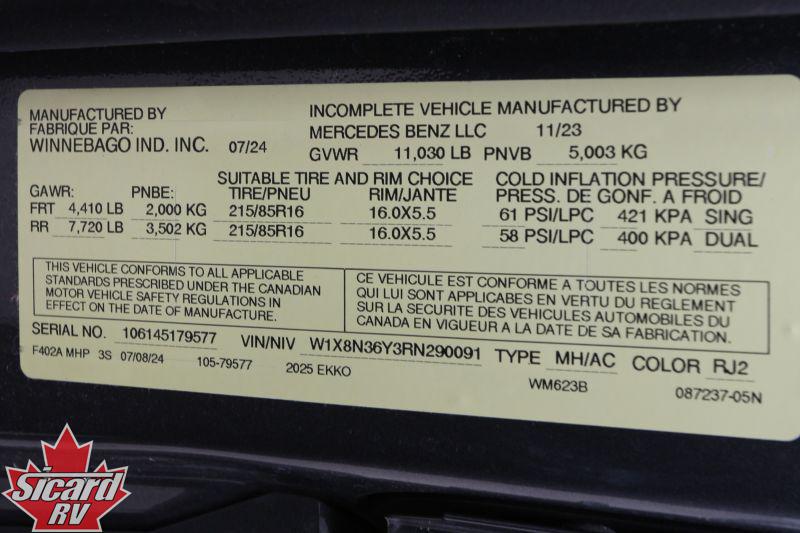 MANUFACTURED BY
FABRIQUE PAR:
WINNEBAGO IND. INC. 07/24
INCOMPLETE VEHICLE MANUFACTURED BY
MERCEDES BENZ LLC 11/23
GVWR 11,030 LB PNVB 5,003 KG
SUITABLE TIRE AND RIM CHOICE COLD INFLATION PRESSURE/
GAWR: PNBE: TIRE/PNEU RIM/JANTE PRESS. DE GONF. A FROID
FRT 4,410 LB 2,000 KG 215/85R16 16.0X5.5 61 PSI/LPC 421 KPA SING
RR 7,720 LB 3,502 KG 215/85R16 16.0X5.5 58 PSI/LPC 400 KPA DUAL
THIS VEHICLE CONFORMS TO ALL APPLICABLE
STANDARDS PRESCRIBED UNDER THE CANADIAN
MOTOR VEHICLE SAFETY REGULATIONS IN
EFFECT ON THE DATE OF MANUFACTURE.
CE VEHICULE EST CONFORME A TOUTES LES NORMES
QUI LUI SONT APPLICABLES EN VERTU DU REGLEMENT
SUR LA SECURITE DES VEHICULES AUTOMOBILES DU
CANADA EN VIGUEUR A LA DATE DE SA FABRICATION.
SERIAL NO. 106145179577 VIN/NIV W1X8N36Y3RN290091 TYPE MH/AC COLOR RJ2
F402A MHP 3S 07/08/24 105-79577 2025 EKKO WM623B 087237-05N
Sicard
RV